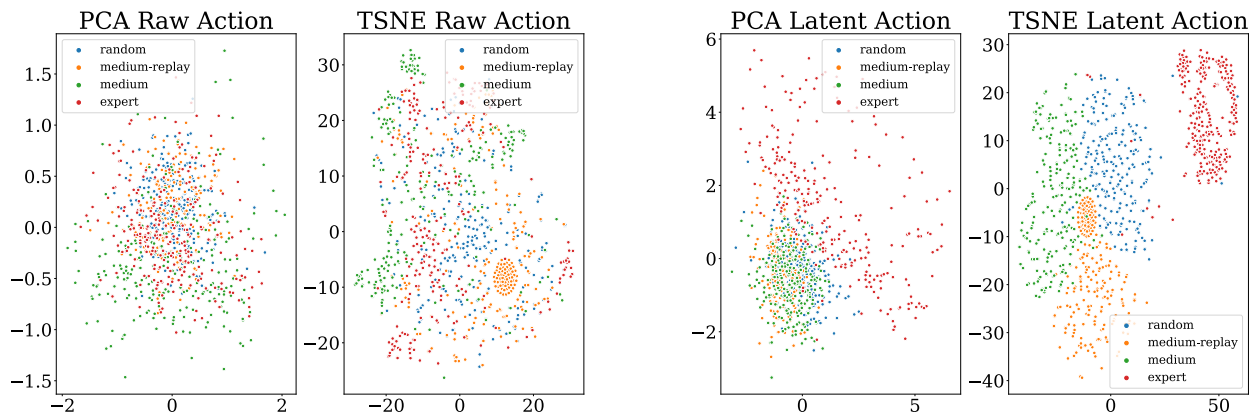 PCA Raw Action
random
medium-replay
medium
expert
1.5
1.0
0.5
0.0
−0.5
−1.0
−1.5
−2
0
2
TSNE Raw Action
random
medium-replay
medium
expert
30
20
10
0
−10
−20
−20
0
20
PCA Latent Action
random
medium-replay
medium
expert
6
4
2
0
−2
0
5
TSNE Latent Action
30
20
10
0
−10
−20
−30
−40
random
medium-replay
medium
expert
0
50